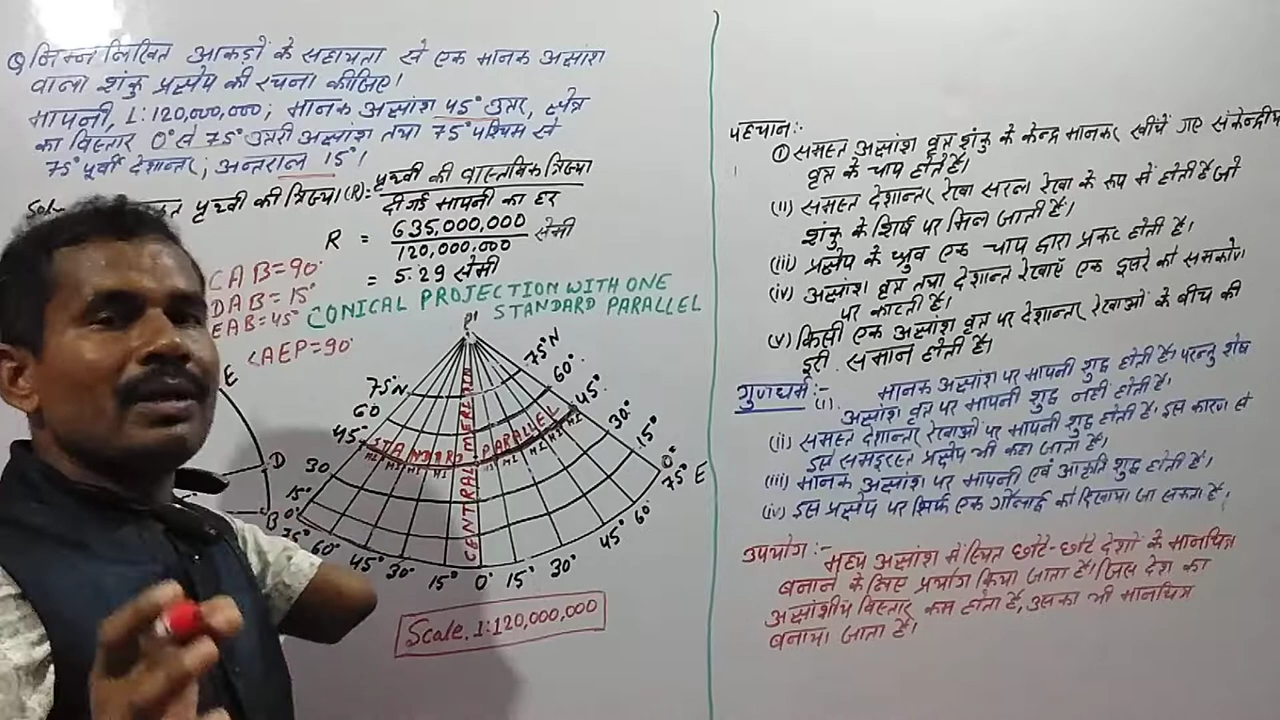 Q निम्न लिखित आकडों के सहायता से एक मानक अक्षांश
वाला शंकु प्रक्षेप की रचना कीजिए।
मापनी, 1:120,000,000; मानक अक्षांश 45° उत्तर, क्षेत्र
का विस्तार 0° से 75° उत्तरी अक्षांश तथा 75° पश्चिम से
75° पूर्वी देशान्तर; अन्तराल 15°।
Sol- पृथ्वी की त्रिज्या (R)= पृथ्वी की वास्तविक त्रिज्या
दी गई मापनी का हर
R = 635,000,000 सेमी
120,000,000
= 5.29 सेमी
CAB=90°
DAB=15°
EAB=45°
<AEP=90°
CONICAL PROJECTION WITH ONE
STANDARD PARALLEL
P'
75°N 75°N
60 60°
45° 45°
STANDARD PARALLEL
30 30°
15° 15°
0° 0°
75° E
CENTRAL MERIDIAN
E
D
B
75° 60° 45° 30° 15° 0° 15° 30° 45° 60°
Scale. 1:120,000,000
पहचान:-
(i) समस्त अक्षांश वृत्त शंकु के केन्द्र मानकर खीचें गए संकेन्द्रीय
वृत्त के चाप होते है।
(ii) समस्त देशान्तर रेखा सरल रेखा के रूप में होती है जो
शंकु के शिर्ष पर मिल जाती है।
(iii) प्रक्षेप के ध्रुव एक चाप द्वारा प्रकट होती है।
(iv) अक्षांश वृत्त तथा देशान्त रेखाएँ एक दूसरे को समकोण
पर काटती है।
(v) किसी एक अक्षांश वृत्त पर देशान्तर रेखाओं के बीच की
दूरी समान होती है।
गुणधर्म:-
(i) मानक अक्षांश पर मापनी शुद्ध होती है। परन्तु शेष
अक्षांश वृत्त पर मापनी शुद्ध नहीं होती है।
(ii) समस्त देशान्तर रेखाओं पर मापनी शुद्ध होती है। इस कारण से
इसे समदूरस्त प्रक्षेप भी कहा जाता है।
(iii) मानक अक्षांश पर मापनी एवं आकृति शुद्ध होती है।
(iv) इस प्रक्षेप पर सिर्फ एक गोलार्द्ध को दिखाया जा सकता है।
उपयोग:-
मध्य अक्षांश में स्थित छोटे-छोटे देशों के मानचित्र
बनाने के लिए प्रयोग किया जाता है। जिस देश का
अक्षांशीय विस्तार कम होता है, उसका भी मानचित्र
बनाया जाता है।